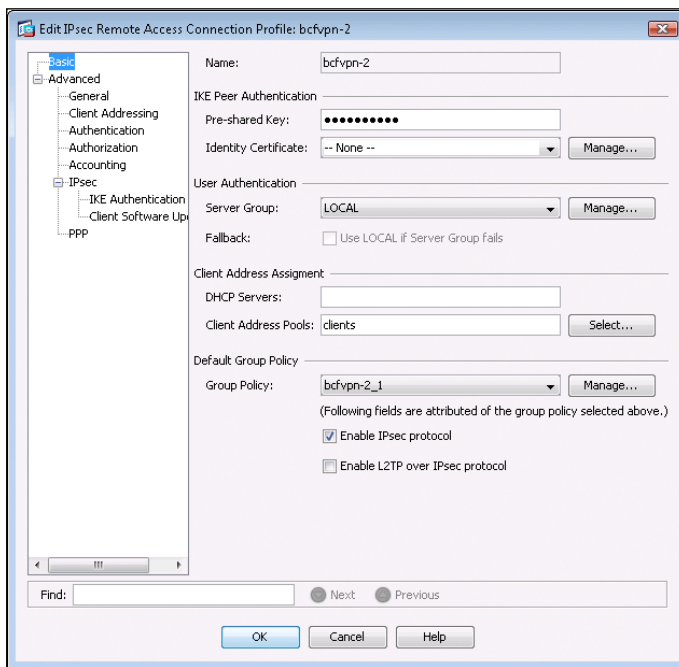 Edit IPsec Remote Access Connection Profile: bcfvpn-2
Basic
Advanced
General
Client Addressing
Authentication
Authorization
Accounting
IPsec
IKE Authentication
Client Software Up
PPP
Name: bcfvpn-2
IKE Peer Authentication
Pre-shared Key: ●●●●●●●●●●
Identity Certificate: -- None -- Manage...
User Authentication
Server Group: LOCAL Manage...
Fallback: Use LOCAL if Server Group fails
Client Address Assigment
DHCP Servers:
Client Address Pools: clients Select...
Default Group Policy
Group Policy: bcfvpn-2_1 Manage...
(Following fields are attributed of the group policy selected above.)
Enable IPsec protocol
Enable L2TP over IPsec protocol
Find: Next Previous
OK Cancel Help